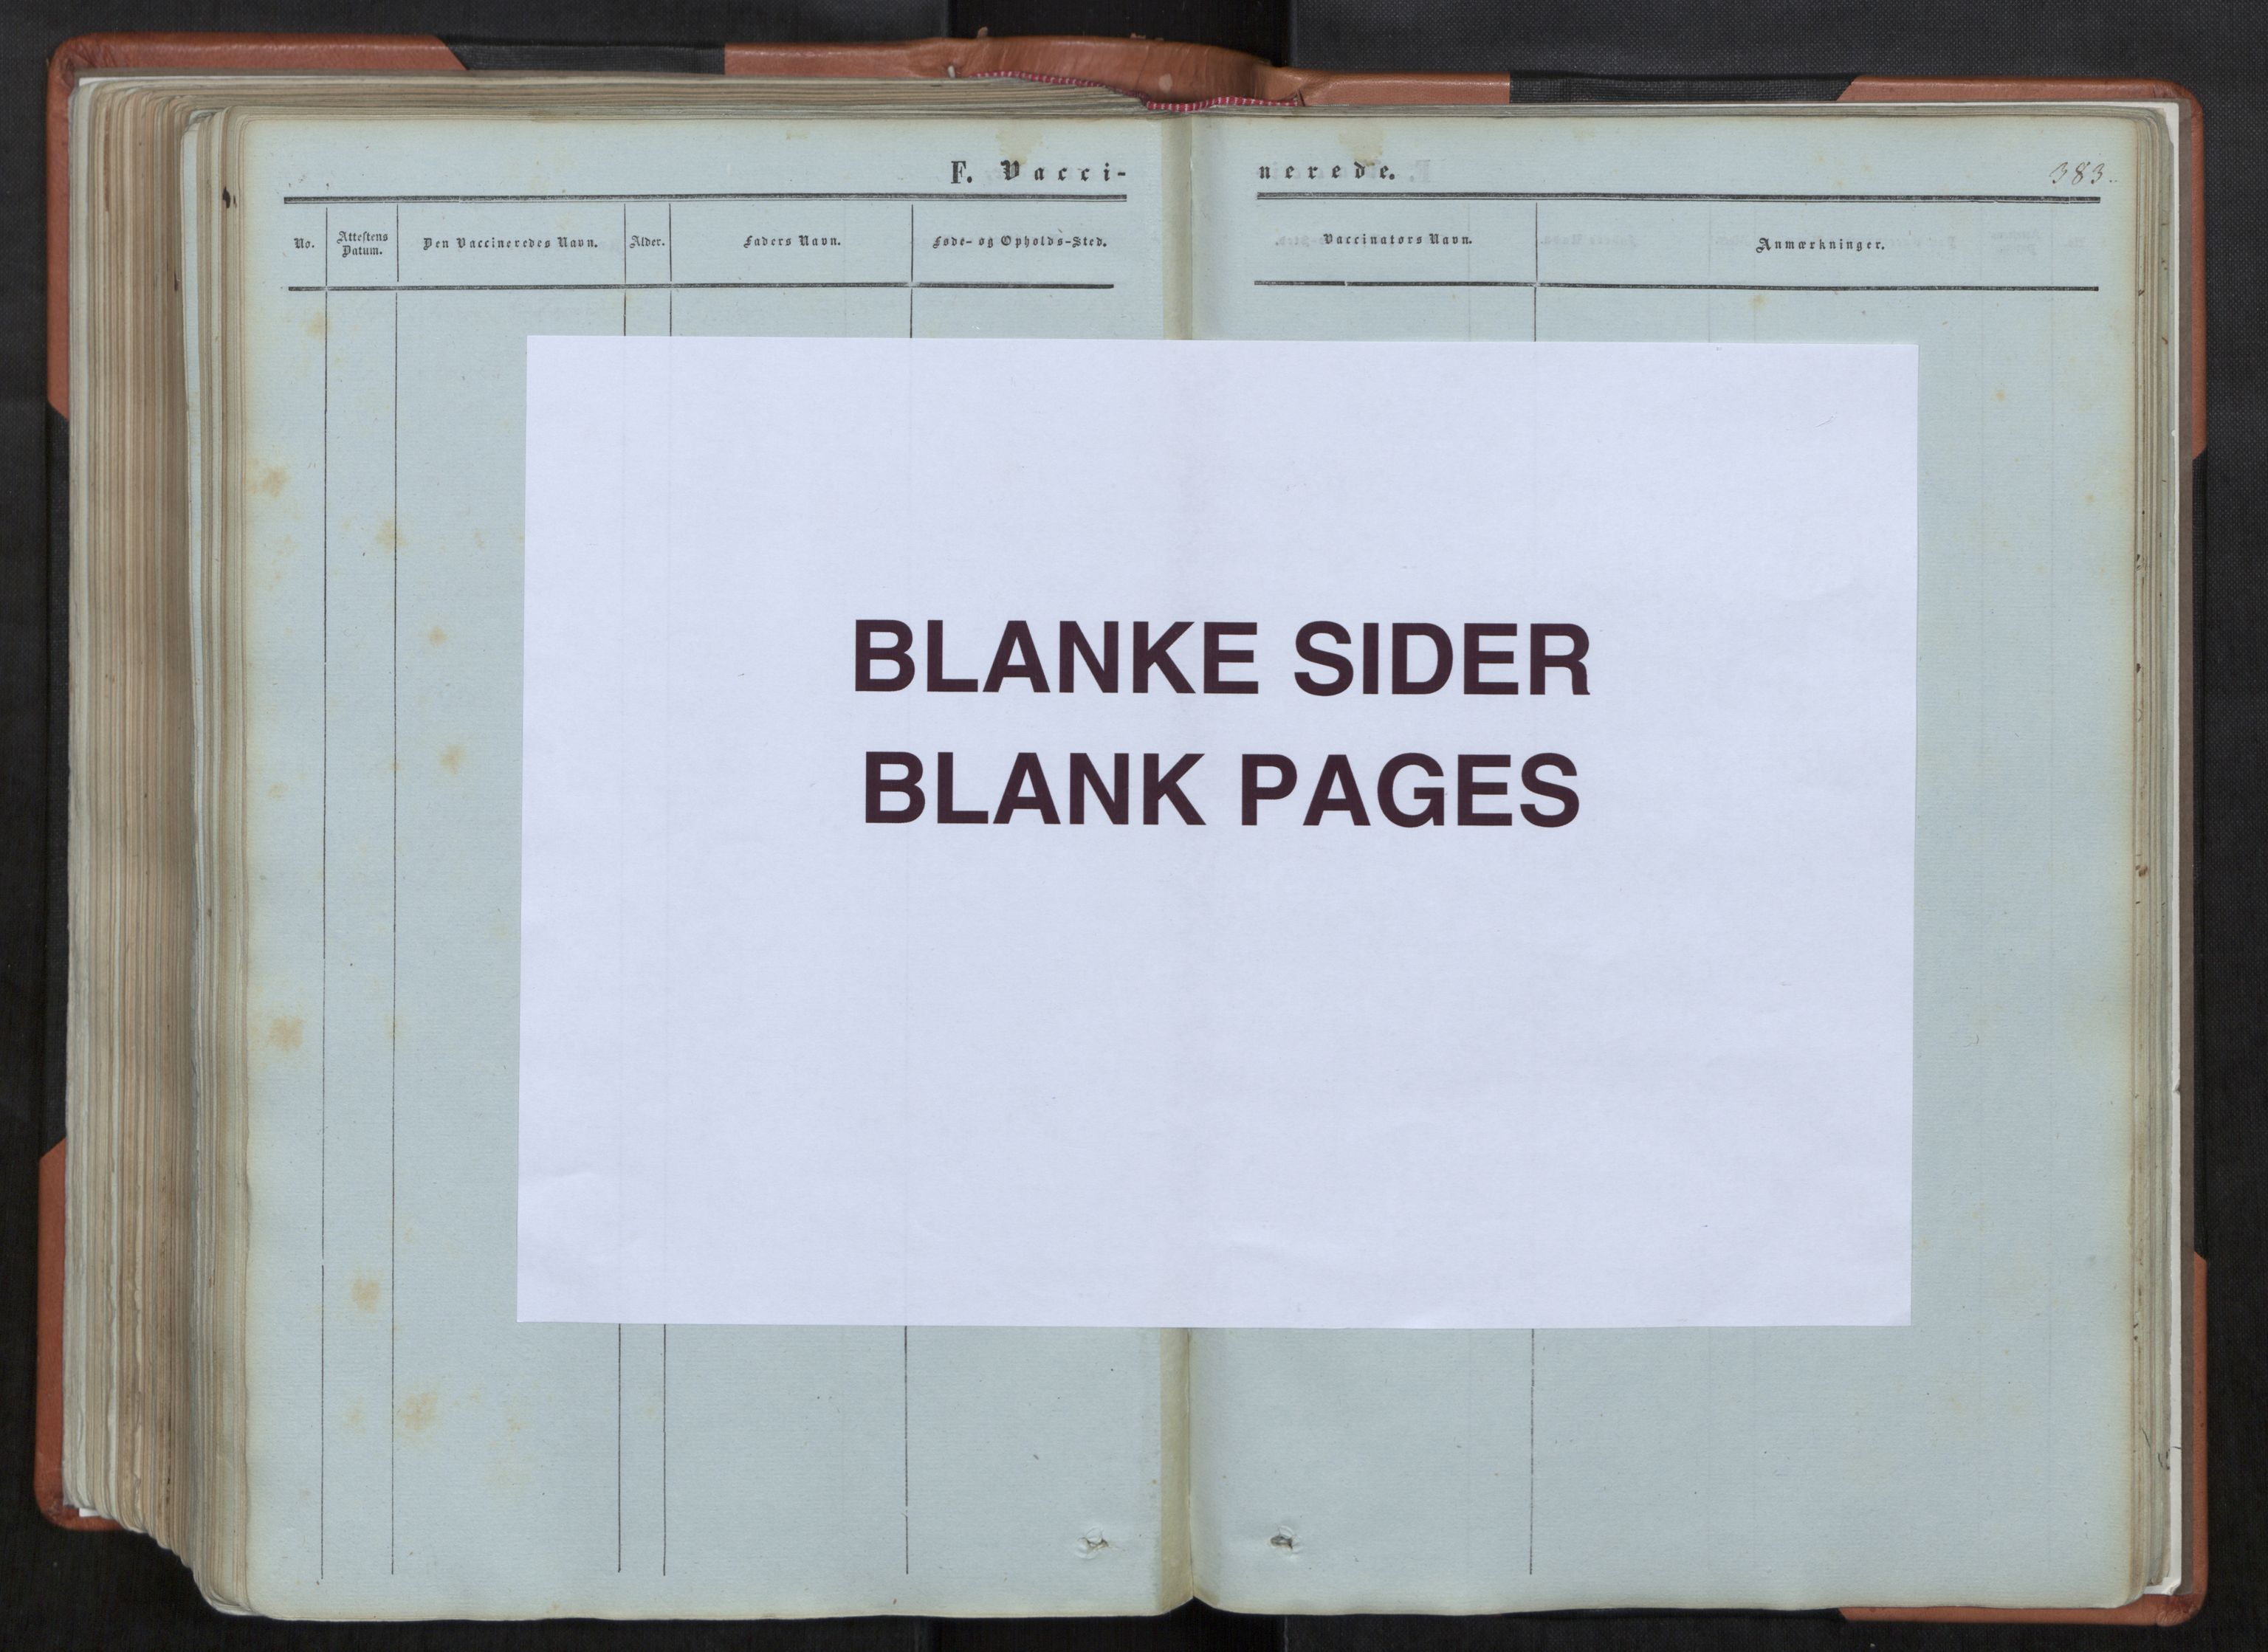 F. Vacci-
nerede.
383.
No.
Attestens
Datum.
Den Vaccineredes Navn.
Alder.
Faders Navn.
Føde- og Opholds-Sted.
Vaccinators Navn.
Anmærkninger.
BLANKE SIDER
BLANK PAGES